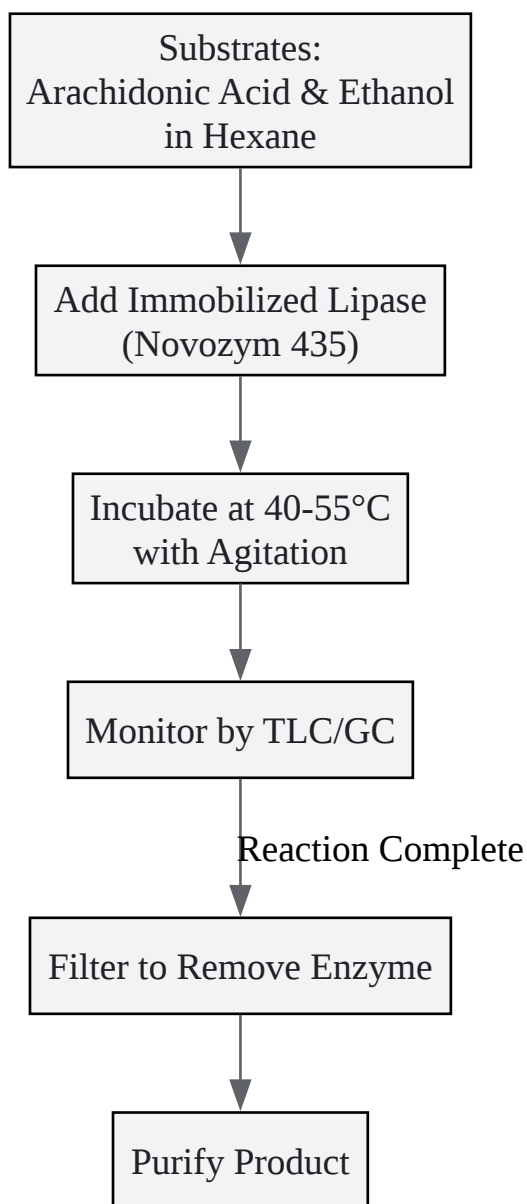 Substrates:
Arachidonic Acid & Ethanol
in Hexane
Add Immobilized Lipase
(Novozym 435)
Incubate at 40-55°C
with Agitation
Monitor by TLC/GC
Reaction Complete
Filter to Remove Enzyme
Purify Product